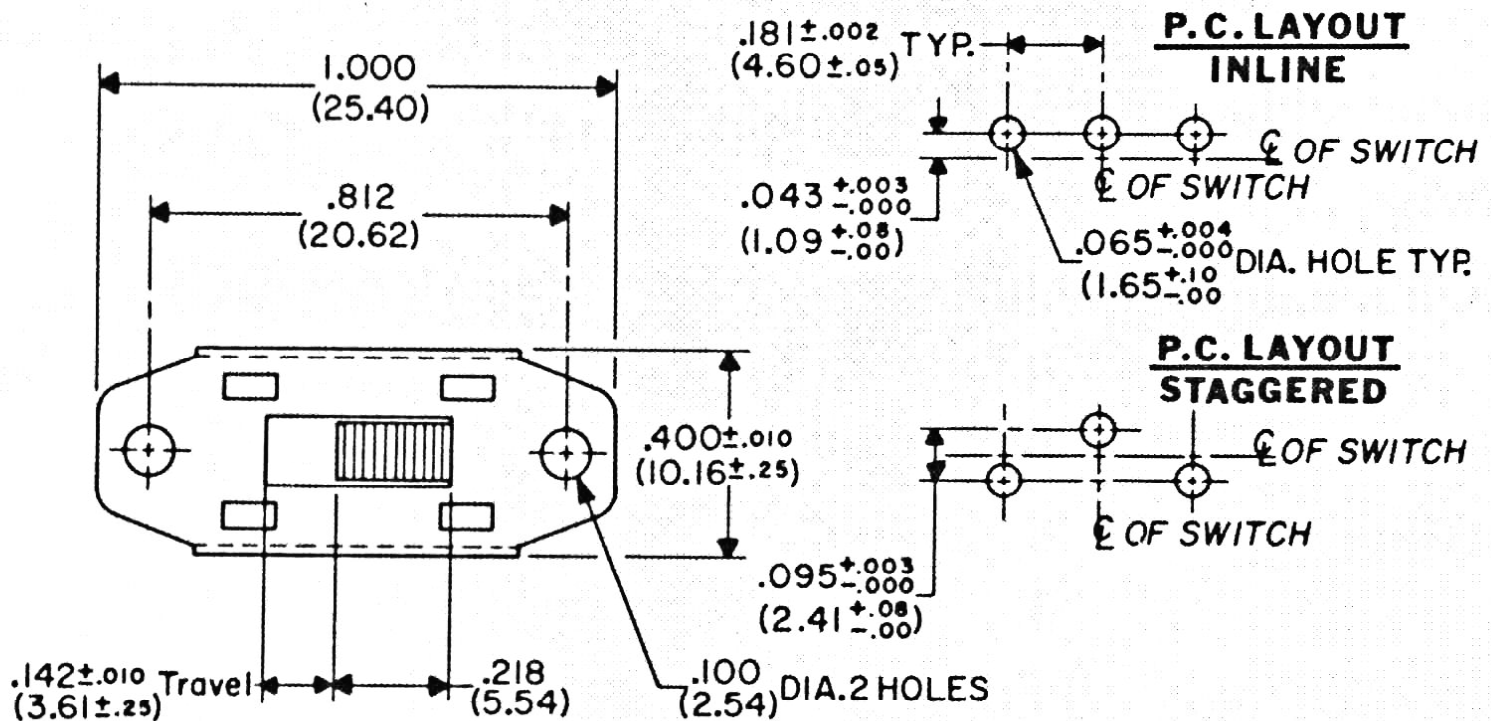 1.000
(25.40)
.812
(20.62)
.400±.010
(10.16±.25)
.142±.010 Travel
(3.61±.25)
.218
(5.54)
.100
(2.54) DIA. 2 HOLES
P.C. LAYOUT
INLINE
.181±.002
(4.60±.05) TYP.
℄ OF SWITCH
℄ OF SWITCH
.043 +.003 -.000
(1.09 +.08 -.00)
.065 +.004 -.000
(1.65 +.10 -.00 DIA. HOLE TYP.
P.C. LAYOUT
STAGGERED
℄ OF SWITCH
℄ OF SWITCH
.095 +.003 -.000
(2.41 +.08 -.00)